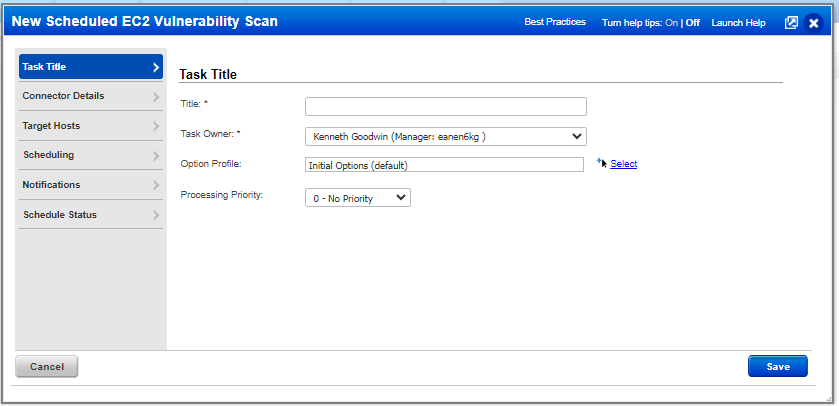 New Scheduled EC2 Vulnerability Scan Best Practices Turn help tips: On | Off Launch Help
Task Title
Connector Details
Target Hosts
Scheduling
Notifications
Schedule Status
Task Title
Title: *
Task Owner: * Kenneth Goodwin (Manager: eanen6kg )
Option Profile: Initial Options (default) Select
Processing Priority: 0 - No Priority
Cancel Save